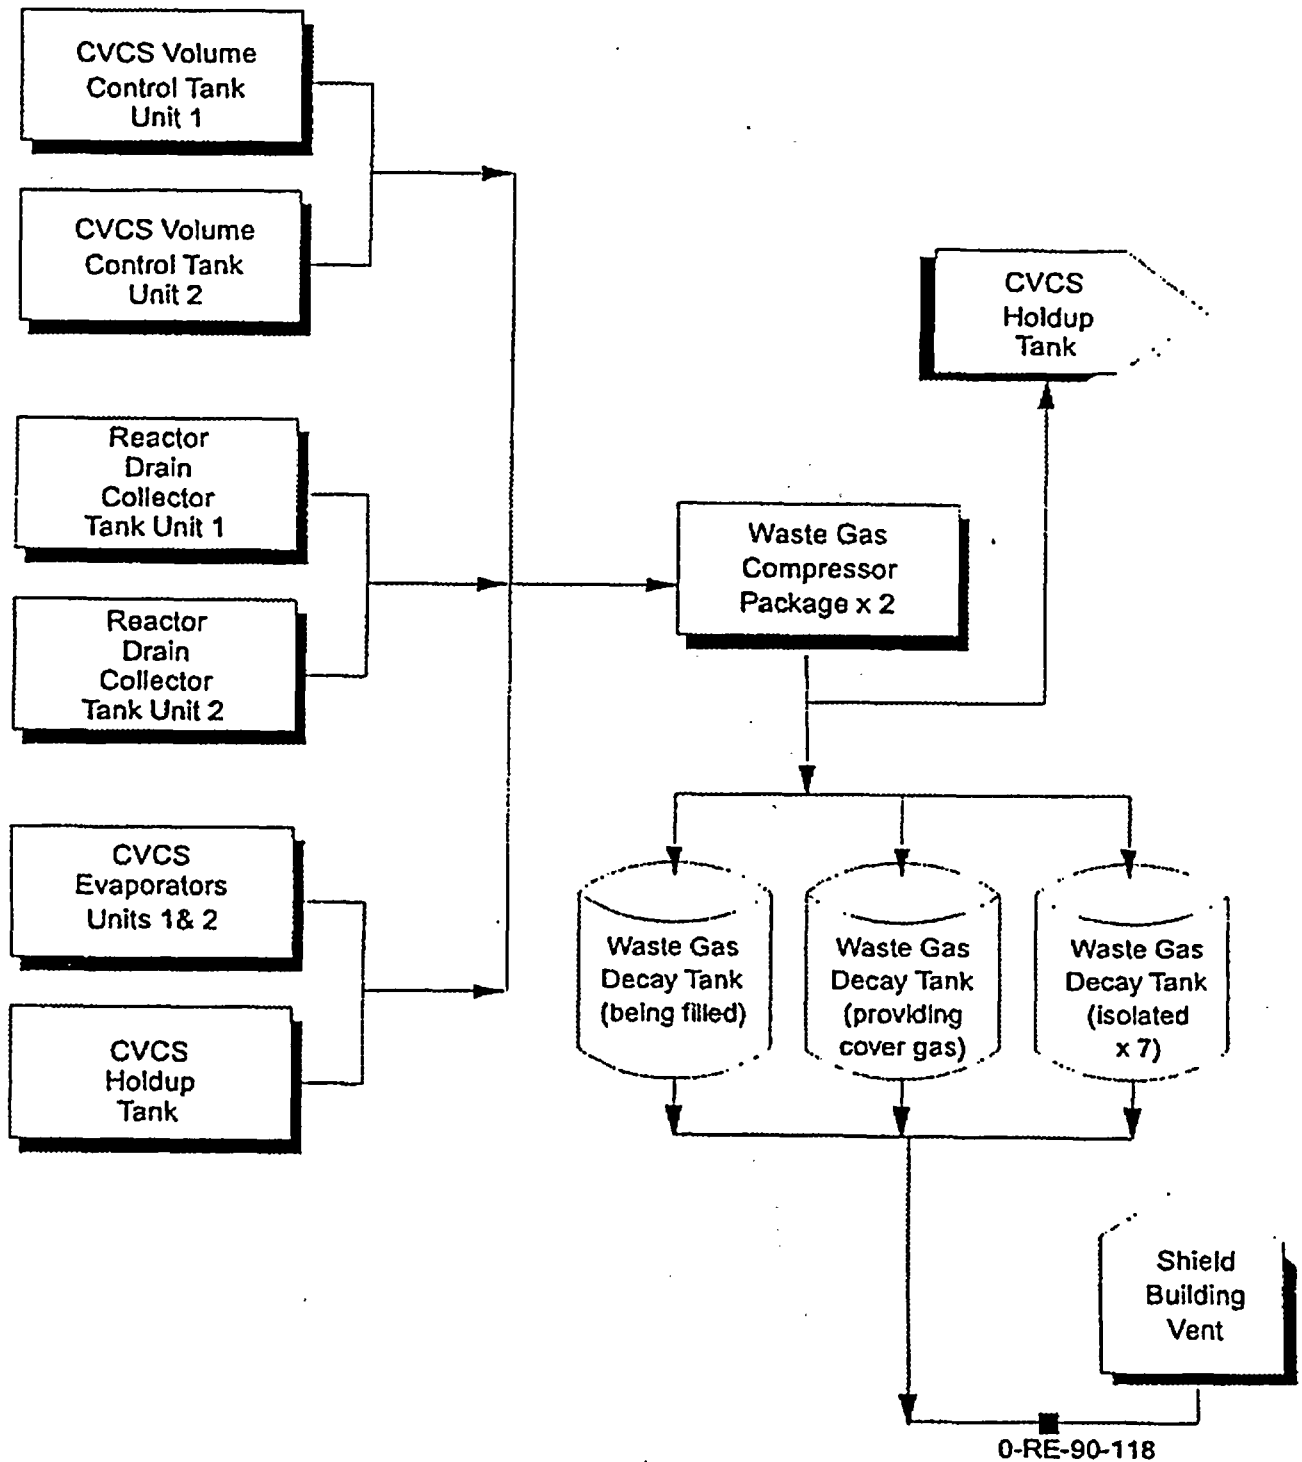 CVCS Volume
Control Tank
Unit 1
CVCS Volume
Control Tank
Unit 2
Reactor
Drain
Collector
Tank Unit 1
Reactor
Drain
Collector
Tank Unit 2
CVCS
Evaporators
Units 1& 2
CVCS
Holdup
Tank
Waste Gas
Compressor
Package x 2
CVCS
Holdup
Tank
Waste Gas
Decay Tank
(being filled)
Waste Gas
Decay Tank
(providing
cover gas)
Waste Gas
Decay Tank
(isolated
x 7)
Shield
Building
Vent
0-RE-90-118